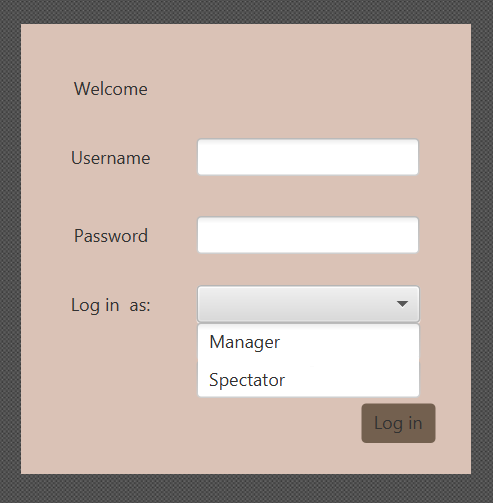 Welcome
Username
Password
Log in  as:
Manager
Spectator
Log in